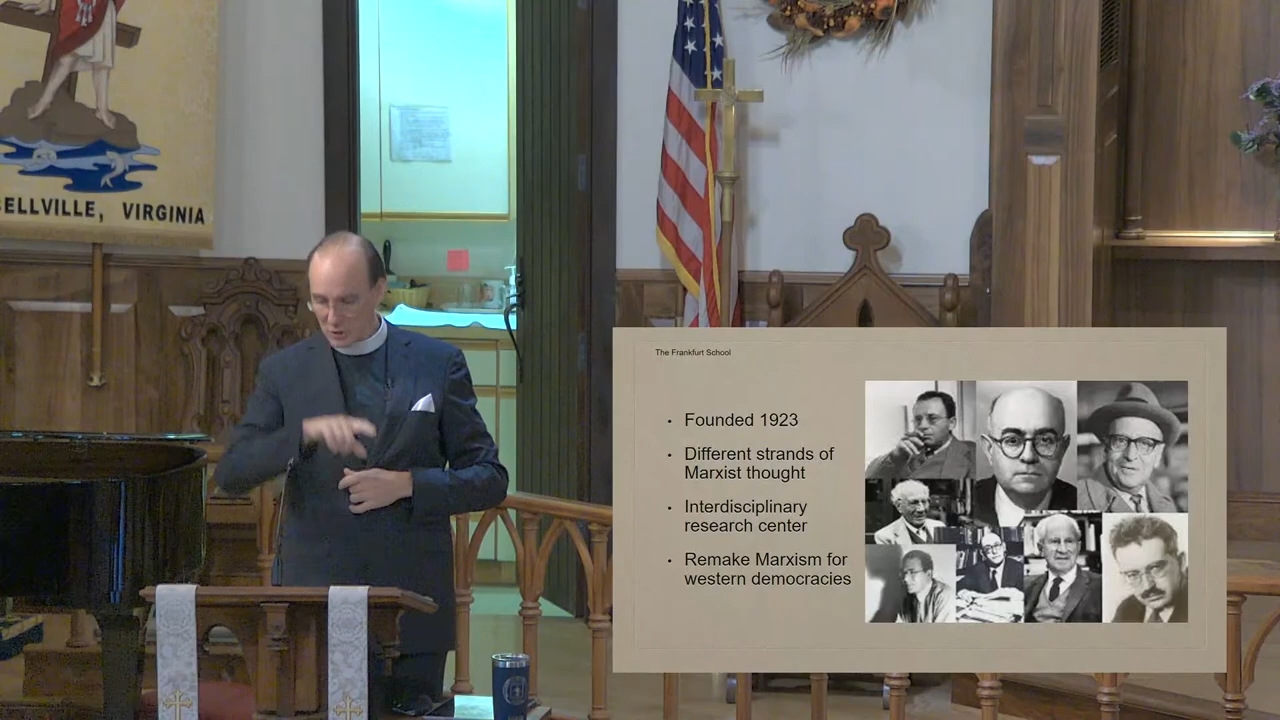 VIRGINIA
The Frankfurt School
• Founded 1923
• Different strands of
Marxist thought
• Interdisciplinary
research center
• Remake Marxism for
western democracies